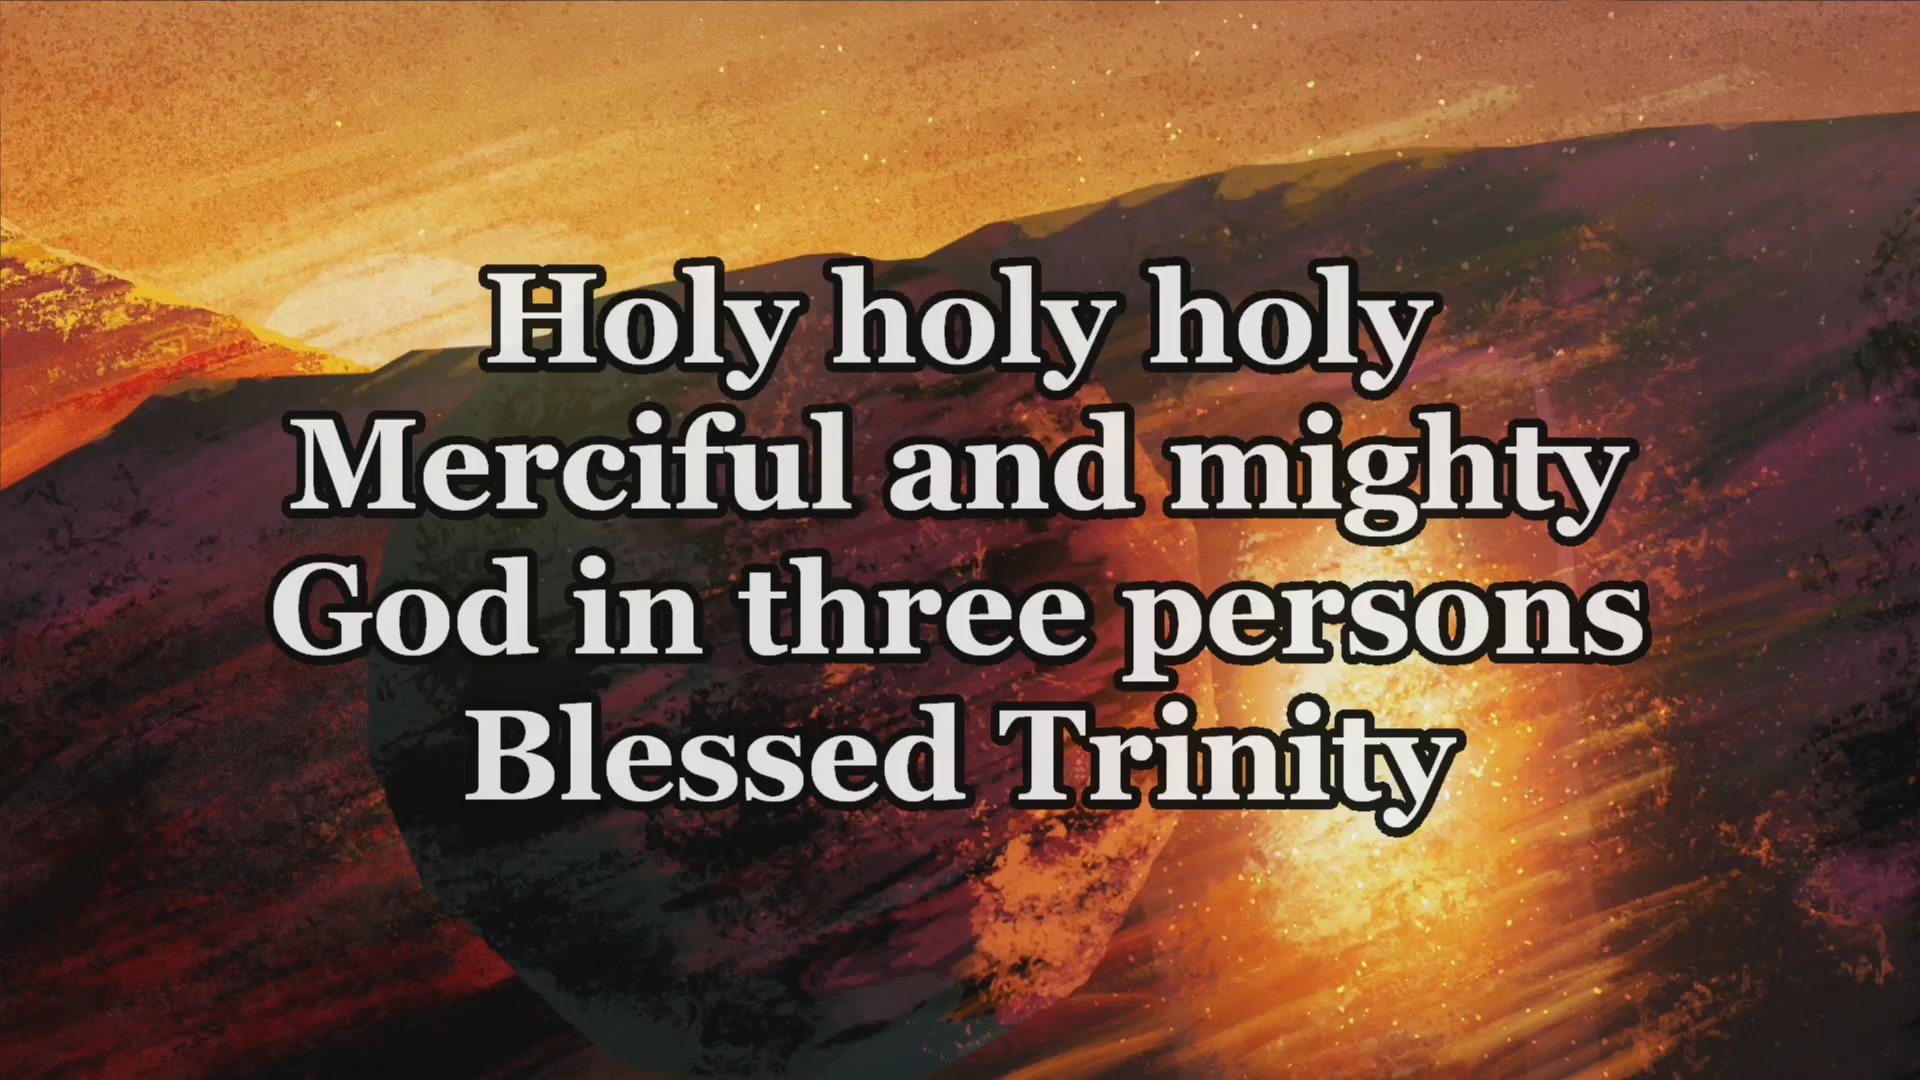 Holy holy holy
Merciful and mighty
God in three persons
Blessed Trinity